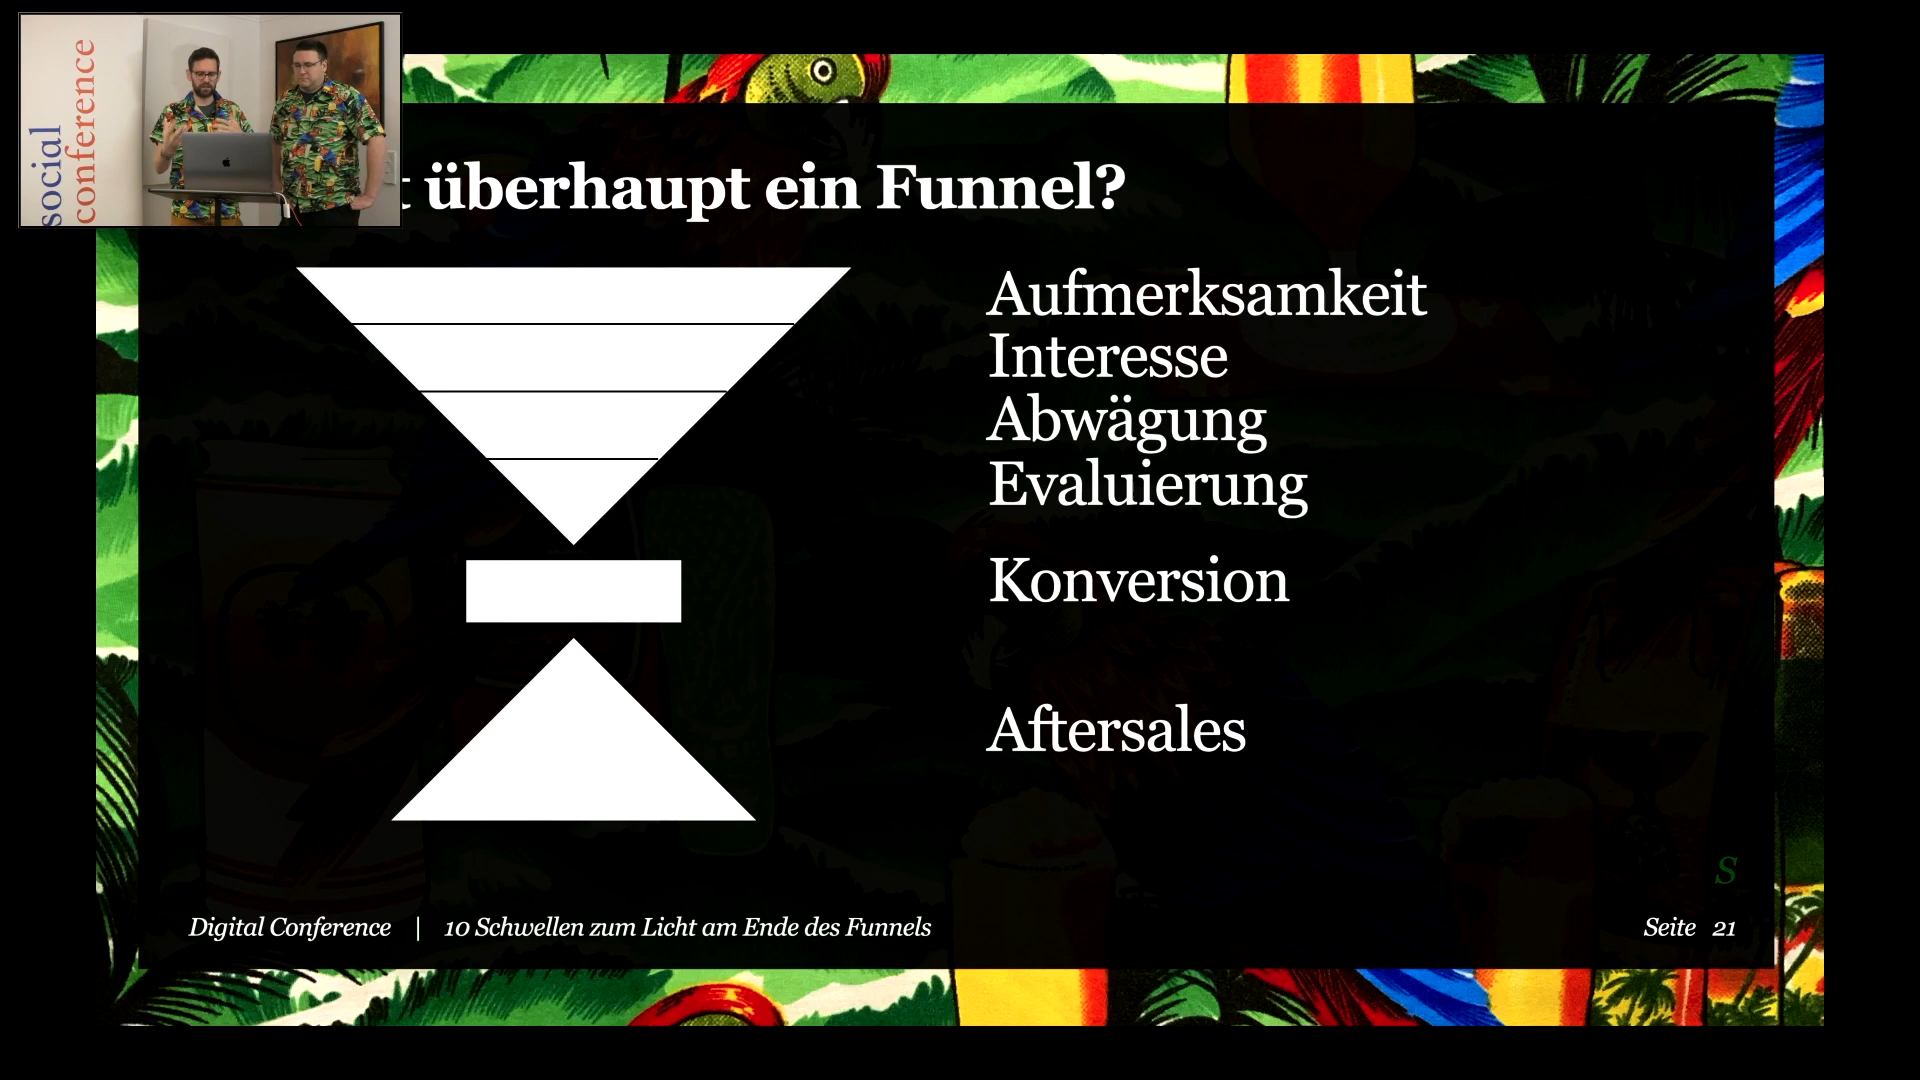 social
conference
t überhaupt ein Funnel?
Aufmerksamkeit
Interesse
Abwägung
Evaluierung
Konversion
Aftersales
S
Digital Conference | 10 Schwellen zum Licht am Ende des Funnels
Seite 21